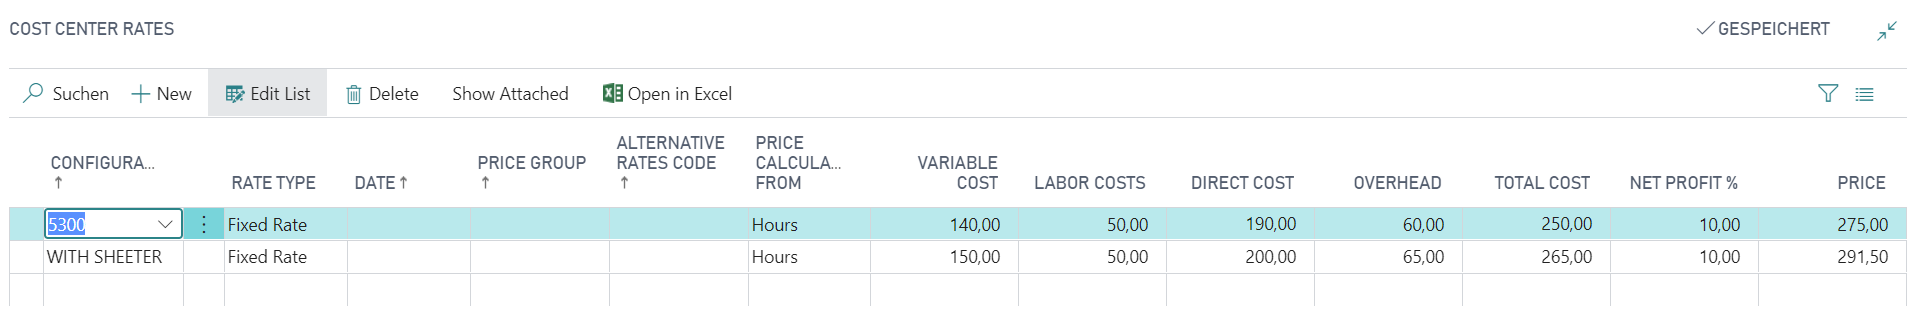 COST CENTER RATES
GESPEICHERT
Suchen New Edit List Delete Show Attached Open in Excel
CONFIGURA... RATE TYPE DATE PRICE GROUP ALTERNATIVE RATES CODE PRICE CALCULA... FROM VARIABLE COST LABOR COSTS DIRECT COST OVERHEAD TOTAL COST NET PROFIT % PRICE
5300 Fixed Rate Hours 140,00 50,00 190,00 60,00 250,00 10,00 275,00
WITH SHEETER Fixed Rate Hours 150,00 50,00 200,00 65,00 265,00 10,00 291,50